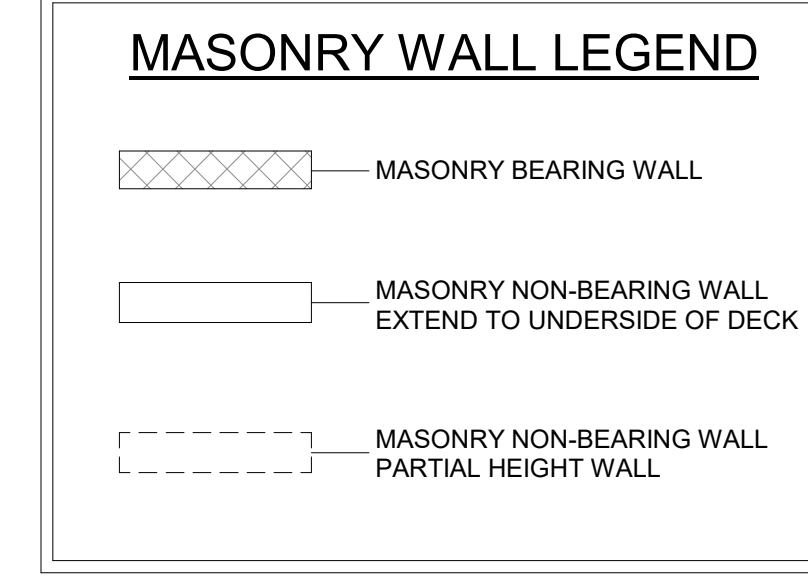 MASONRY WALL LEGEND
MASONRY BEARING WALL
MASONRY NON-BEARING WALL
EXTEND TO UNDERSIDE OF DECK
MASONRY NON-BEARING WALL
PARTIAL HEIGHT WALL